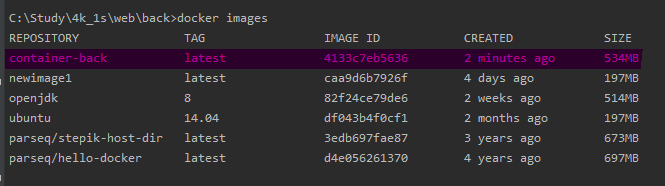 C:\Study\4k_1s\web\back>docker images
REPOSITORY TAG IMAGE ID CREATED SIZE
container-back latest 4133c7eb5636 2 minutes ago 534MB
newimage1 latest caa9d6b7926f 4 days ago 197MB
openjdk 8 82f24ce79de6 2 weeks ago 514MB
ubuntu 14.04 df043b4f0cf1 2 months ago 197MB
parseq/stepik-host-dir latest 3edb697fae87 3 years ago 673MB
parseq/hello-docker latest d4e056261370 4 years ago 697MB